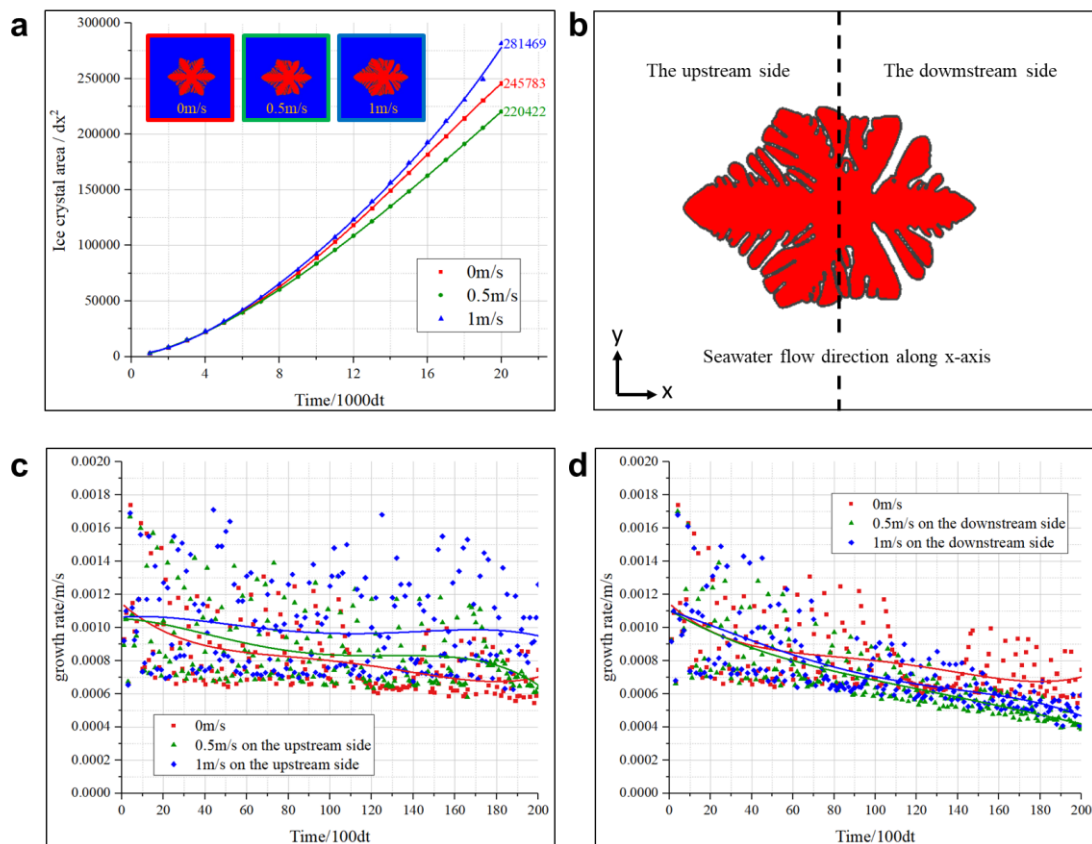 a
300000
250000
200000
150000
100000
50000
0
Ice crystal area / dx²
0m/s
0.5m/s
1m/s
281469
245783
220422
0m/s
0.5m/s
1m/s
0 4 8 12 16 20
Time/1000dt
b
The upstream side
The dowmstream side
y
x
Seawater flow direction along x-axis
c
0.0020
0.0018
0.0016
0.0014
0.0012
0.0010
0.0008
0.0006
0.0004
0.0002
0.0000
growth rate/m/s
0m/s
0.5m/s on the upstream side
1m/s on the upstream side
0 20 40 60 80 100 120 140 160 180 200
Time/100dt
d
0.0020
0.0018
0.0016
0.0014
0.0012
0.0010
0.0008
0.0006
0.0004
0.0002
0.0000
growth rate/m/s
0m/s
0.5m/s on the downstream side
1m/s on the downstream side
0 20 40 60 80 100 120 140 160 180 200
Time/100dt